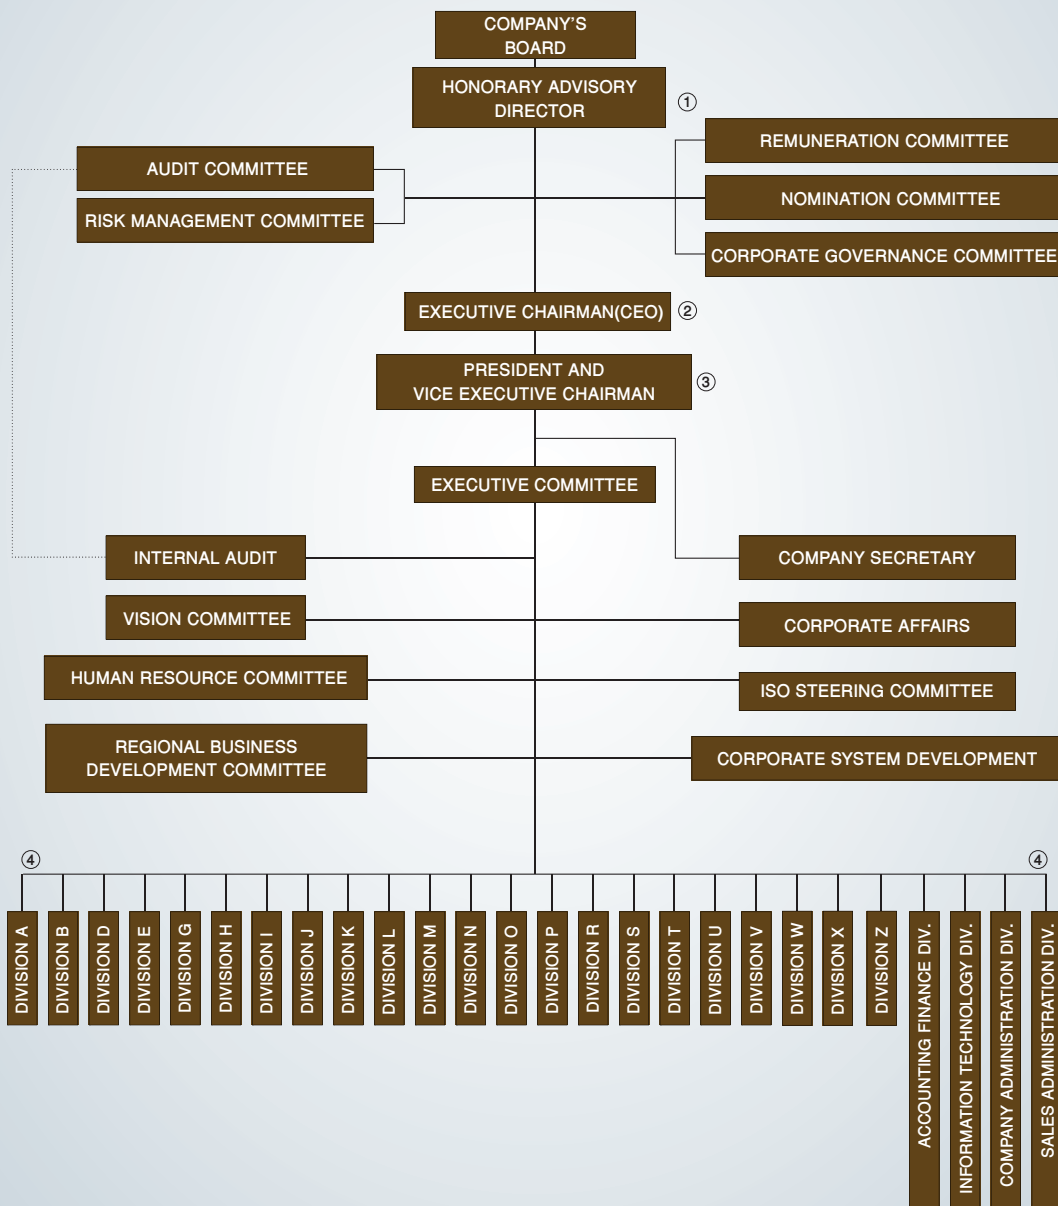 COMPANY'S
BOARD
HONORARY ADVISORY
DIRECTOR
①
REMUNERATION COMMITTEE
AUDIT COMMITTEE
NOMINATION COMMITTEE
RISK MANAGEMENT COMMITTEE
CORPORATE GOVERNANCE COMMITTEE
EXECUTIVE CHAIRMAN(CEO)
②
PRESIDENT AND
VICE EXECUTIVE CHAIRMAN
③
EXECUTIVE COMMITTEE
INTERNAL AUDIT
COMPANY SECRETARY
VISION COMMITTEE
CORPORATE AFFAIRS
HUMAN RESOURCE COMMITTEE
ISO STEERING COMMITTEE
REGIONAL BUSINESS
DEVELOPMENT COMMITTEE
CORPORATE SYSTEM DEVELOPMENT
④
④
DIVISION A
DIVISION B
DIVISION D
DIVISION E
DIVISION G
DIVISION H
DIVISION I
DIVISION J
DIVISION K
DIVISION L
DIVISION M
DIVISION N
DIVISION O
DIVISION P
DIVISION R
DIVISION S
DIVISION T
DIVISION U
DIVISION V
DIVISION W
DIVISION X
DIVISION Z
ACCOUNTING FINANCE DIV.
INFORMATION TECHNOLOGY DIV.
COMPANY ADMINISTRATION DIV.
SALES ADMINISTRATION DIV.